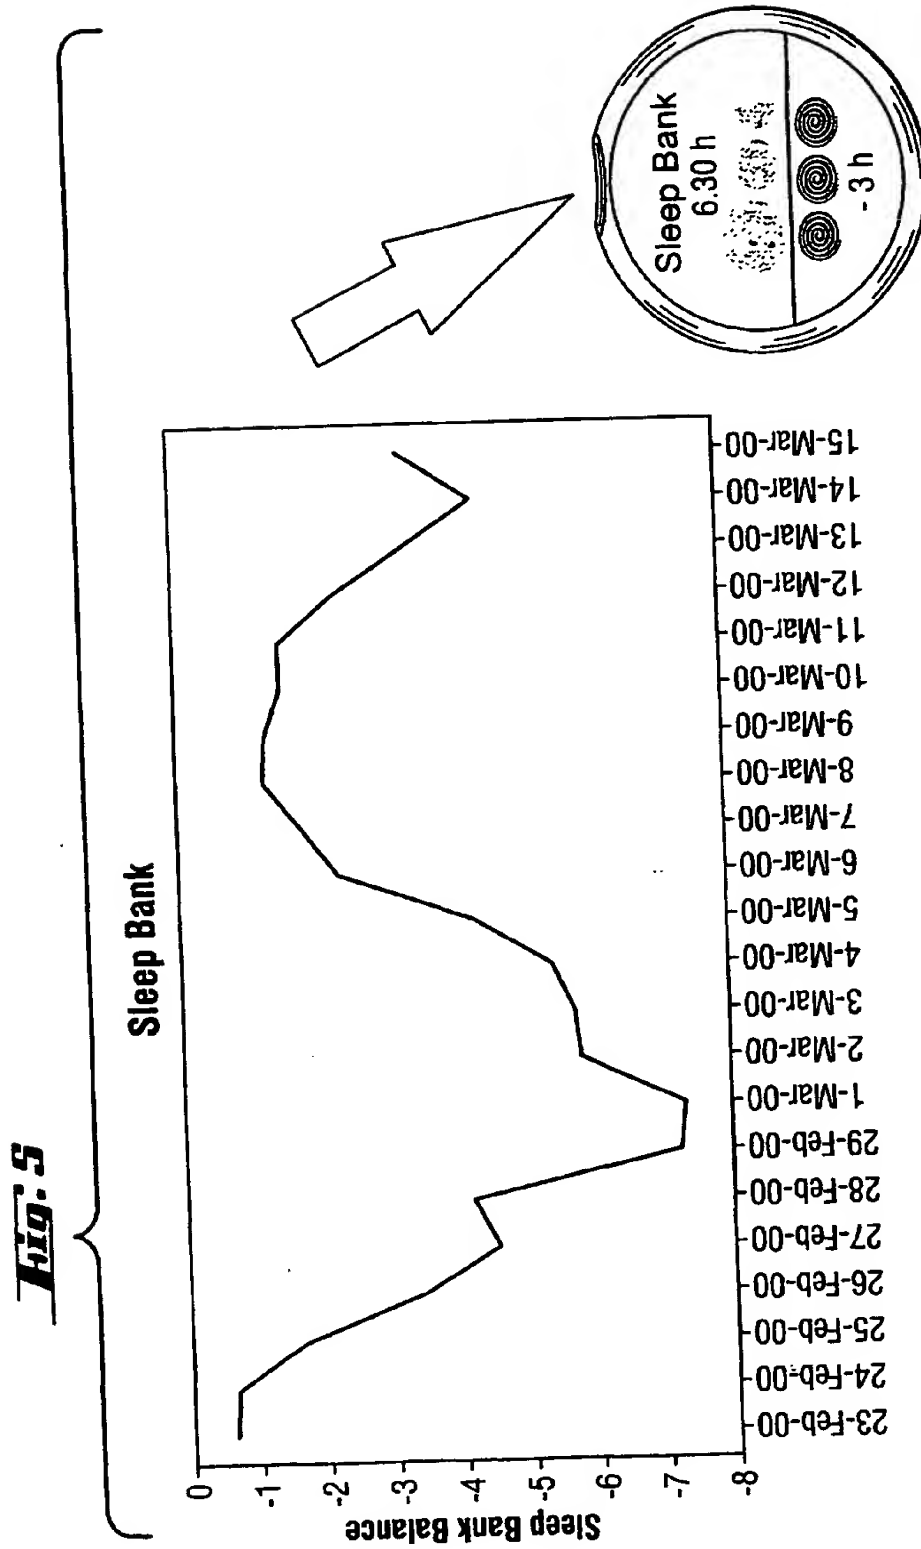 Fig. 5
Sleep Bank
Sleep Bank Balance
0
-1
-2
-3
-4
-5
-6
-7
-8
23-Feb-00
24-Feb-00
25-Feb-00
26-Feb-00
27-Feb-00
28-Feb-00
29-Feb-00
1-Mar-00
2-Mar-00
3-Mar-00
4-Mar-00
5-Mar-00
6-Mar-00
7-Mar-00
8-Mar-00
9-Mar-00
10-Mar-00
11-Mar-00
12-Mar-00
13-Mar-00
14-Mar-00
15-Mar-00
Sleep Bank
6.30 h
- 3 h